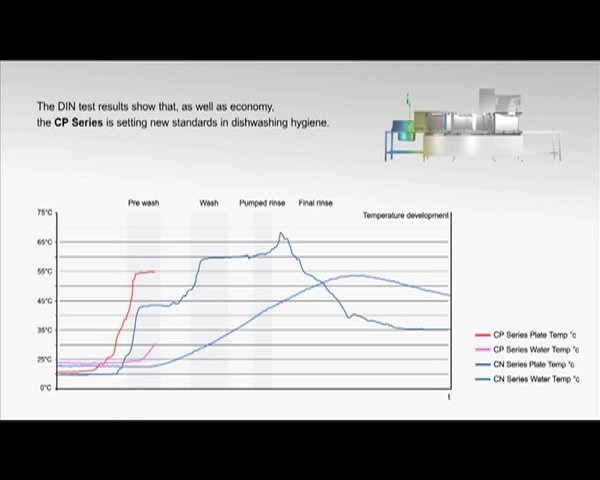 The DIN test results show that, as well as economy,
the CP Series is setting new standards in dishwashing hygiene.
Pre wash Wash Pumped rinse Final rinse
Temperature development
75°C
65°C
55°C
45°C
35°C
25°C
0°C
t
CP Series Plate Temp °c
CP Series Water Temp °c
CN Series Plate Temp °c
CN Series Water Temp °c